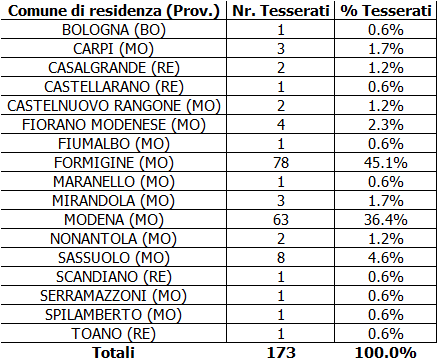 Comune di residenza (Prov.) Nr. Tesserati % Tesserati
BOLOGNA (BO) 1 0.6%
CARPI (MO) 3 1.7%
CASALGRANDE (RE) 2 1.2%
CASTELLARANO (RE) 1 0.6%
CASTELNUOVO RANGONE (MO) 2 1.2%
FIORANO MODENESE (MO) 4 2.3%
FIUMALBO (MO) 1 0.6%
FORMIGINE (MO) 78 45.1%
MARANELLO (MO) 1 0.6%
MIRANDOLA (MO) 3 1.7%
MODENA (MO) 63 36.4%
NONANTOLA (MO) 2 1.2%
SASSUOLO (MO) 8 4.6%
SCANDIANO (RE) 1 0.6%
SERRAMAZZONI (MO) 1 0.6%
SPILAMBERTO (MO) 1 0.6%
TOANO (RE) 1 0.6%
Totali 173 100.0%